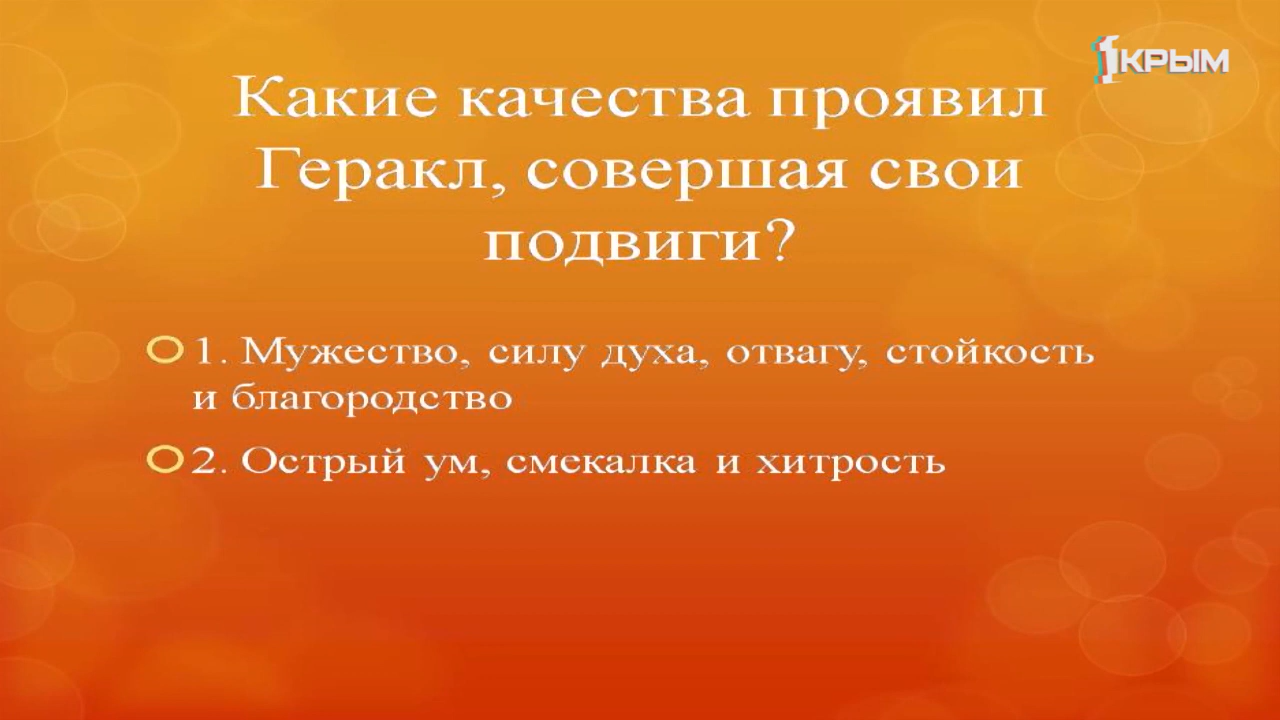 1КРЫМ
Какие качества проявил
Геракл, совершая свои
подвиги?
1. Мужество, силу духа, отвагу, стойкость
и благородство
2. Острый ум, смекалка и хитрость